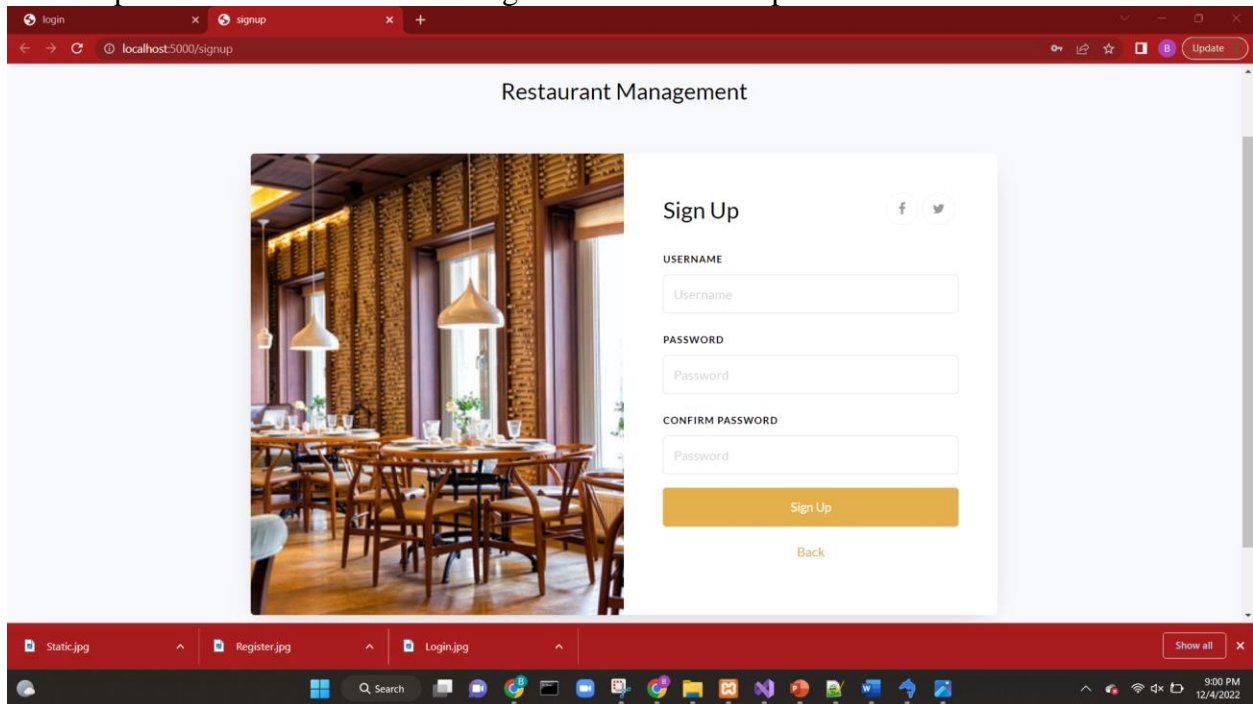 login
signup
localhost:5000/signup
B
Update
Restaurant Management
Sign Up
USERNAME
Username
PASSWORD
Password
CONFIRM PASSWORD
Password
Sign Up
Back
Static.jpg
Register.jpg
Login.jpg
Show all
Search
9:00 PM
12/4/2022